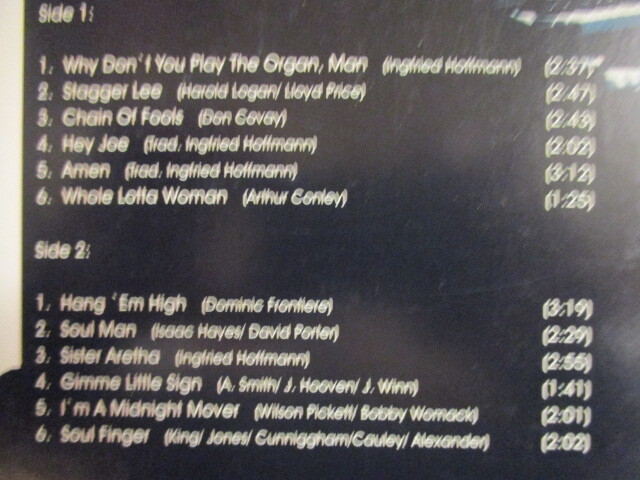 Side 1:
1. Why Don't You Play The Organ, Man (Ingfried Hoffmann) (2:37)
2. Stagger Lee (Harold Logan/ Lloyd Price) (2:47)
3. Chain Of Fools (Don Covay) (2:43)
4. Hey Joe (Trad. Ingfried Hoffmann) (2:02)
5. Amen (Trad. Ingfried Hoffmann) (3:12)
6. Whole Lotta Woman (Arthur Conley) (1:25)
Side 2:
1. Hang 'Em High (Dominic Frontiere) (3:19)
2. Soul Man (Isaac Hayes/ David Porter) (2:29)
3. Sister Aretha (Ingfried Hoffmann) (2:55)
4. Gimme Little Sign (A. Smith/ J. Hooven/ J. Winn) (1:41)
5. I'm A Midnight Mover (Wilson Pickett/ Bobby Womack) (2:01)
6. Soul Finger (King/ Jones/ Cunniggham/Cauley/ Alexander) (2:02)